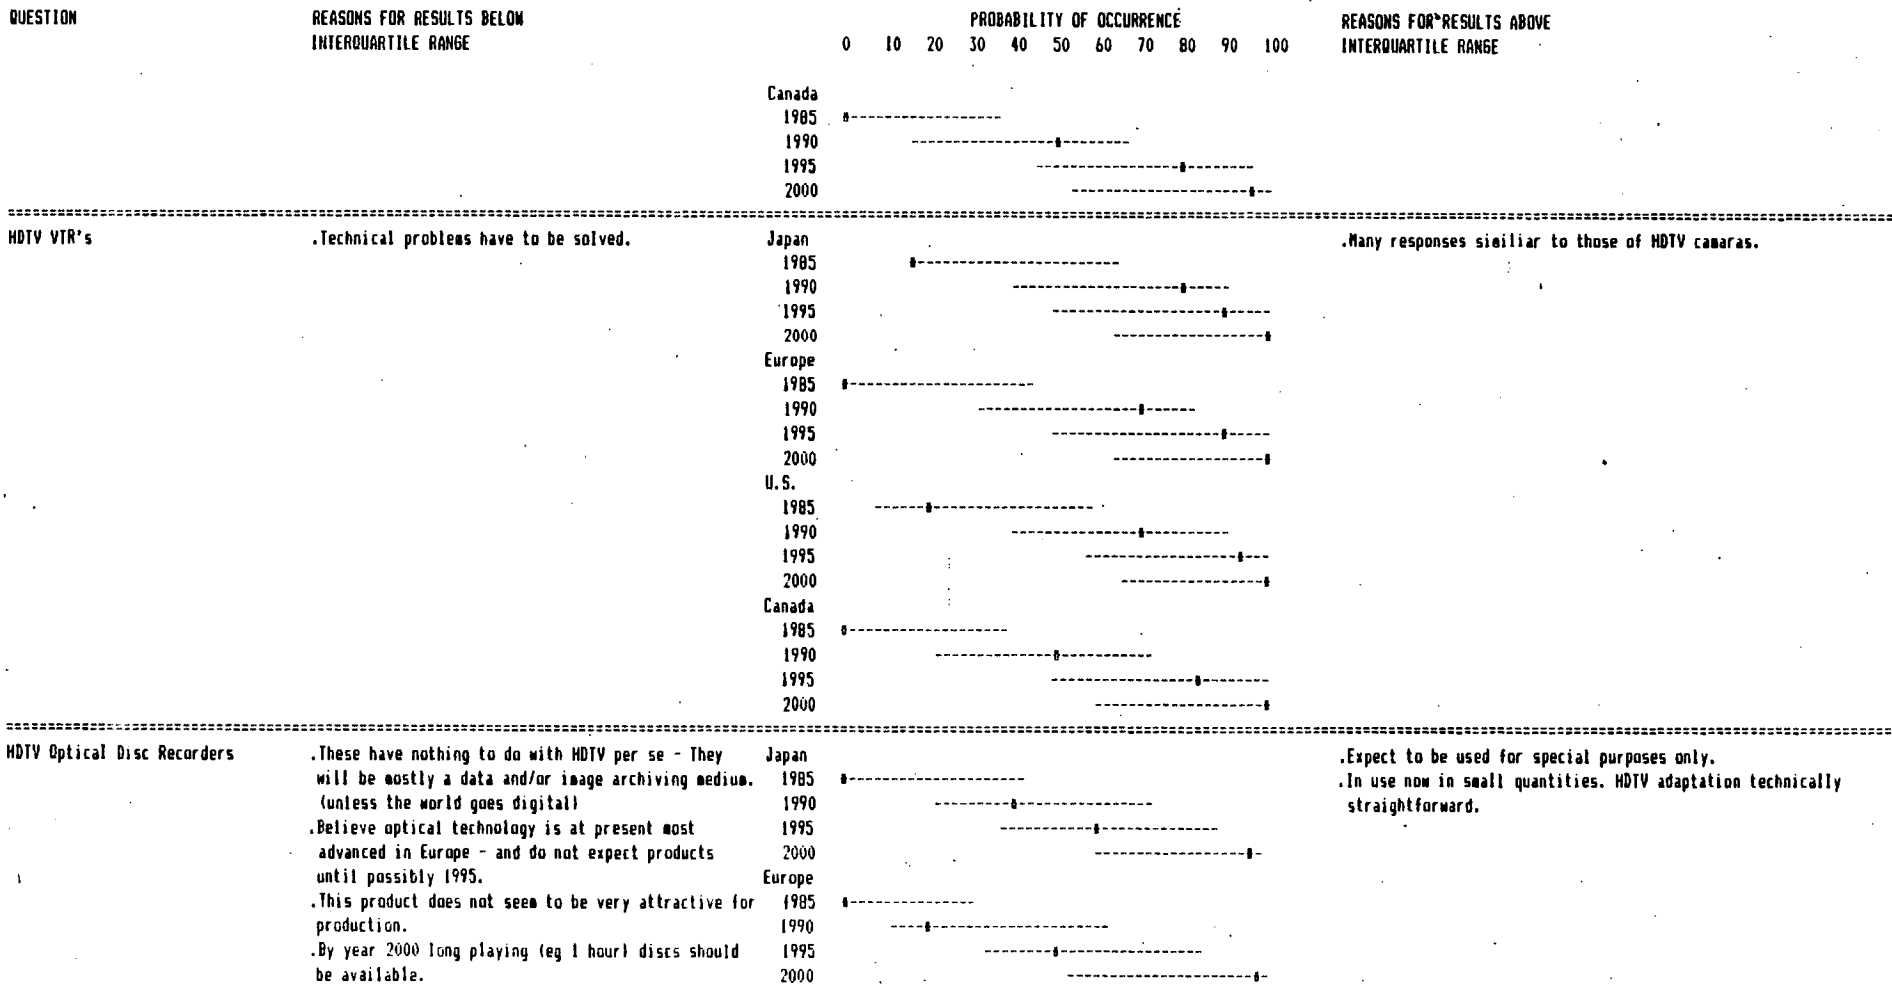 QUESTION REASONS FOR RESULTS BELOW PROBABILITY OF OCCURRENCE REASONS FOR RESULTS ABOVE
INTERQUARTILE RANGE 0 10 20 30 40 50 60 70 80 90 100 INTERQUARTILE RANGE
Canada
1985
1990
1995
2000
HDTV VTR's .Technical problems have to be solved. Japan .Many responses similiar to those of HDTV camaras.
1985
1990
1995
2000
Europe
1985
1990
1995
2000
U.S.
1985
1990
1995
2000
Canada
1985
1990
1995
2000
HDTV Optical Disc Recorders .These have nothing to do with HDTV per se - They Japan .Expect to be used for special purposes only.
will be mostly a data and/or image archiving medium. 1985 .In use now in small quantities. HDTV adaptation technically
(unless the world goes digital) 1990 straightforward.
.Believe optical technology is at present most 1995
advanced in Europe - and do not expect products 2000
until possibly 1995. Europe
.This product does not seem to be very attractive for 1985
production. 1990
.By year 2000 long playing (eg 1 hour) discs should 1995
be available. 2000